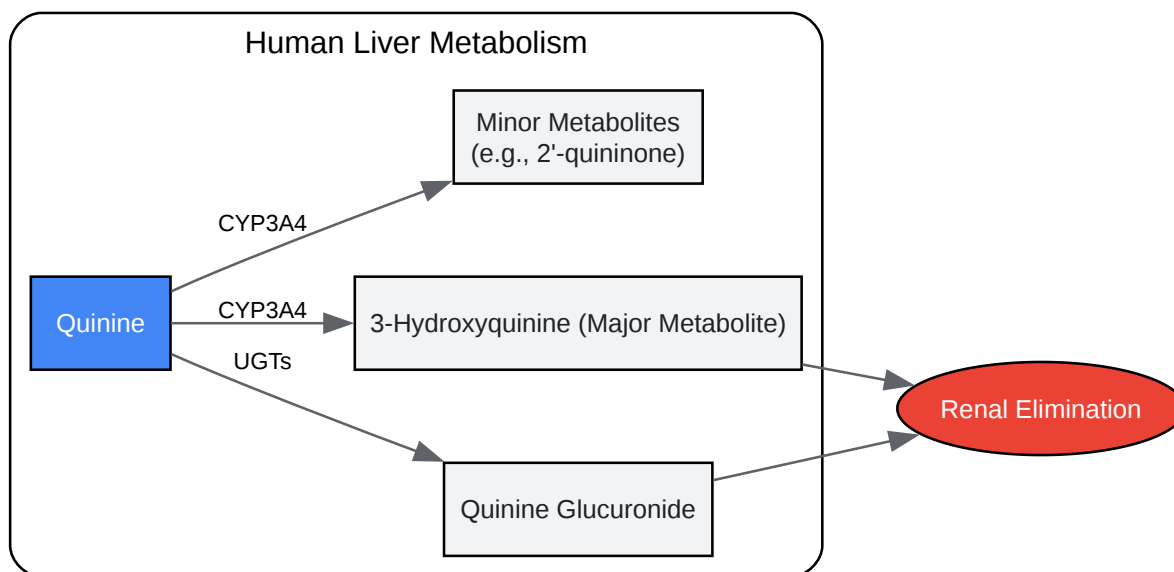 Human Liver Metabolism
Minor Metabolites
(e.g., 2'-quininone)
CYP3A4
Quinine
CYP3A4
3-Hydroxyquinine (Major Metabolite)
UGTs
Renal Elimination
Quinine Glucuronide